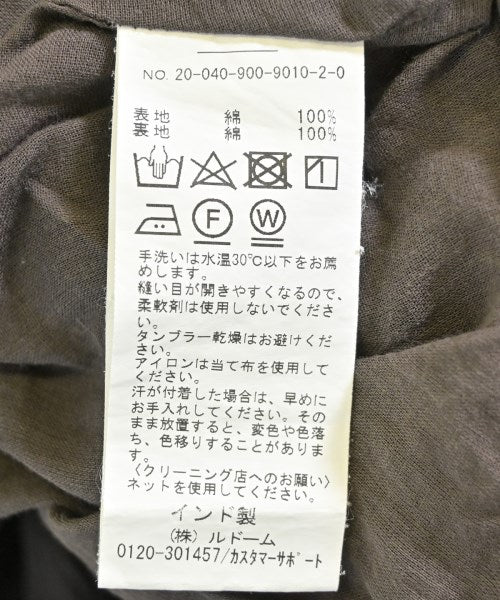 NO. 20-040-900-9010-2-0
表地 綿 100%
裏地 綿 100%
F W
手洗いは水温30℃以下をお薦
めします。
縫い目が開きやすくなるので、
柔軟剤は使用しないでくださ
い。
タンブラー乾燥はお避けくださ
い。
アイロンは当て布を使用して
ください。
汗が付着した場合は、早めに
お手入れしてください。その
まま放置すると、変色や色落
ち、色移りすることがありま
す。
〈クリーニング店へのお願い〉
ネットを使用してください。
インド製
(株) ルドーム
0120-301457/カスタマーサポート